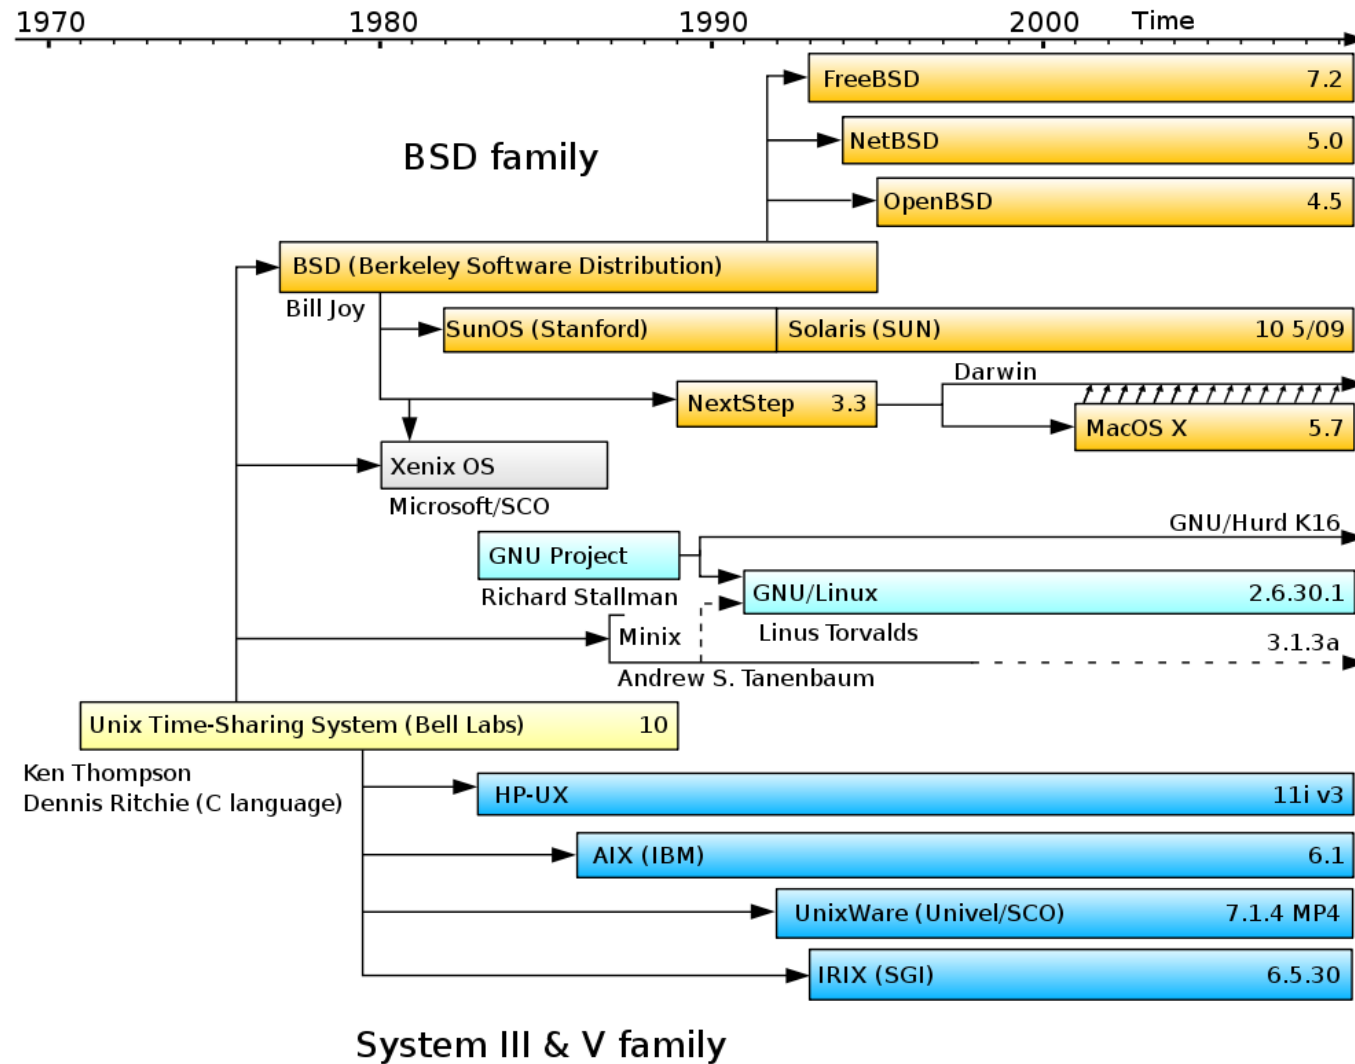 1970 1980 1990 2000 Time
FreeBSD 7.2
BSD family
NetBSD 5.0
OpenBSD 4.5
BSD (Berkeley Software Distribution)
Bill Joy
SunOS (Stanford) Solaris (SUN) 10 5/09
Darwin
NextStep 3.3
MacOS X 5.7
Xenix OS
Microsoft/SCO
GNU/Hurd K16
GNU Project
Richard Stallman
GNU/Linux 2.6.30.1
Linus Torvalds
Minix
3.1.3a
Andrew S. Tanenbaum
Unix Time-Sharing System (Bell Labs) 10
Ken Thompson
Dennis Ritchie (C language)
HP-UX 11i v3
AIX (IBM) 6.1
UnixWare (Univel/SCO) 7.1.4 MP4
IRIX (SGI) 6.5.30
System III & V family